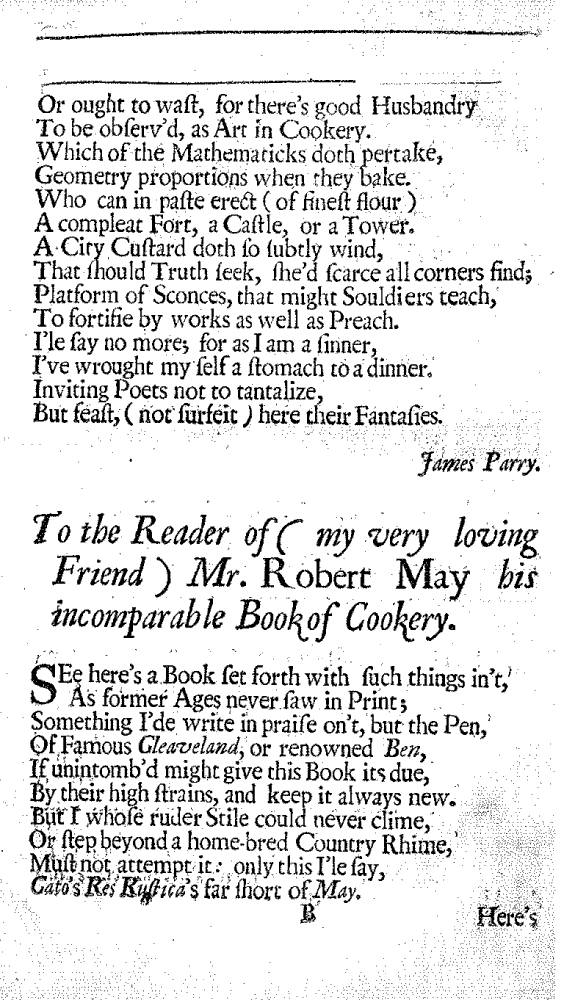 Or ought to waſt, for there's good Husbandry
To be obſerv'd, as Art in Cookery.
Which of the Mathematicks doth pertake,
Geometry proportions when they bake.
Who can in paſte erect ( of fineſt flour )
A compleat Fort, a Caſtle, or a Tower.
A City Cuſtard doth ſo ſubtly wind,
That ſhould Truth ſeek, ſhe'd ſcarce all corners find;
Platform of Sconces, that might Souldiers teach,
To fortifie by works as well as Preach.
I'le ſay no more; for as I am a ſinner,
I've wrought my ſelf a ſtomach to a dinner.
Inviting Poets not to tantalize,
But feaſt, ( not ſurfeit ) here their Fantaſies.
James Parry.
To the Reader of ( my very loving
Friend ) Mr. Robert May his
incomparable Book of Cookery.
SEe here's a Book ſet forth with ſuch things in't,
As former Ages never ſaw in Print;
Something I'de write in praiſe on't, but the Pen,
Of Famous Cleaveland, or renowned Ben,
If unintomb'd might give this Book its due,
By their high ſtrains, and keep it always new.
But I whoſe ruder Stile could never clime,
Or ſtep beyond a home-bred Country Rhime,
Muſt not attempt it: only this I'le ſay,
Cato's Res Ruſtica's far ſhort of May.
B
Here's